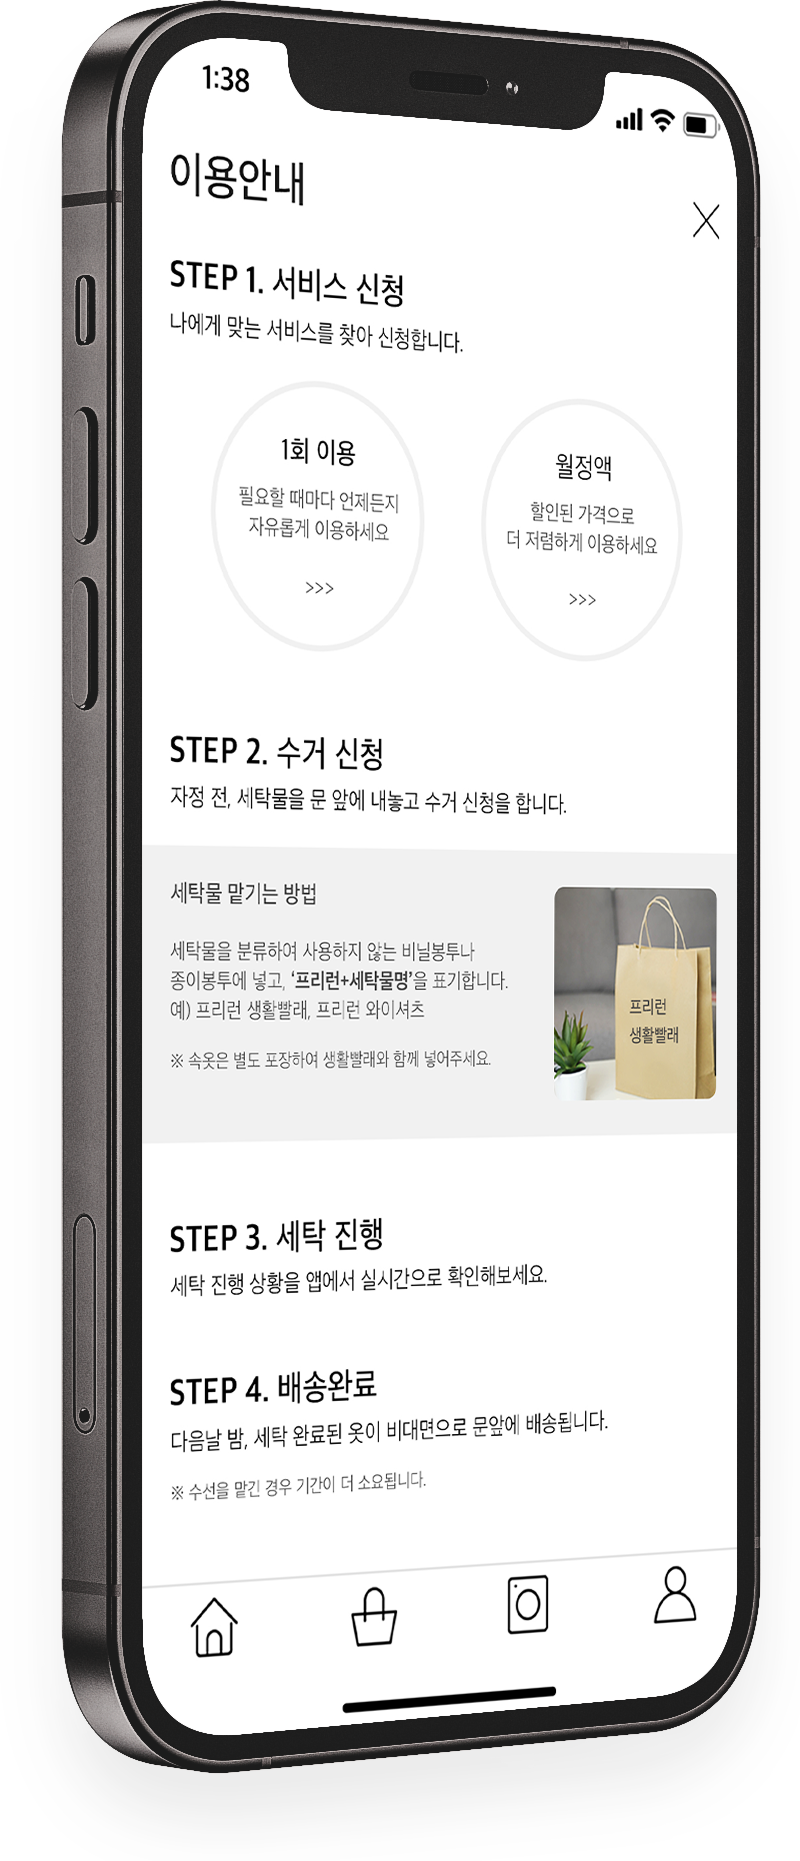 1:38
이용안내
STEP 1. 서비스 신청
나에게 맞는 서비스를 찾아 신청합니다.
1회 이용
필요할 때마다 언제든지
자유롭게 이용하세요
>>>
월정액
할인된 가격으로
더 저렴하게 이용하세요
>>>
STEP 2. 수거 신청
자정 전, 세탁물을 문 앞에 내놓고 수거 신청을 합니다.
세탁물 맡기는 방법
세탁물을 분류하여 사용하지 않는 비닐봉투나
종이봉투에 넣고, ‘프리런+세탁물명’을 표기합니다.
예) 프리런 생활빨래, 프리런 와이셔츠
※ 속옷은 별도 포장하여 생활빨래와 함께 넣어주세요.
프리런
생활빨래
STEP 3. 세탁 진행
세탁 진행 상황을 앱에서 실시간으로 확인해보세요.
STEP 4. 배송완료
다음날 밤, 세탁 완료된 옷이 비대면으로 문앞에 배송됩니다.
※ 수선을 맡긴 경우 기간이 더 소요됩니다.